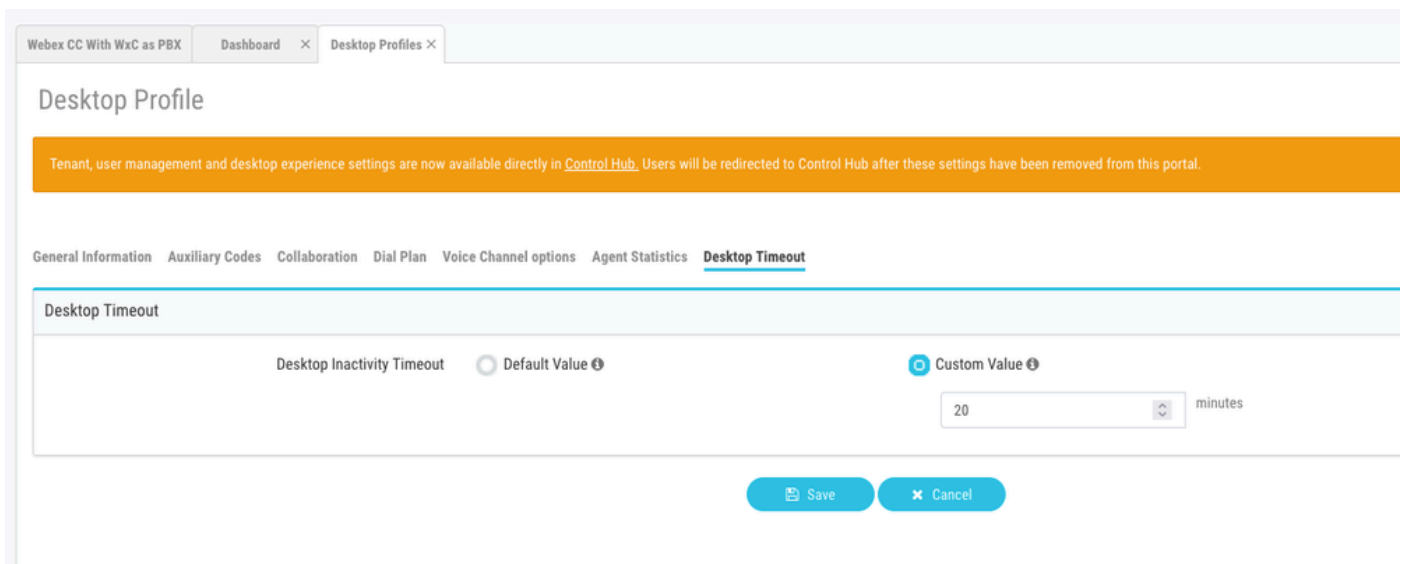 Webex CC With WxC as PBX Dashboard × Desktop Profiles ×
Desktop Profile
Tenant, user management and desktop experience settings are now available directly in Control Hub. Users will be redirected to Control Hub after these settings have been removed from this portal.
General Information Auxiliary Codes Collaboration Dial Plan Voice Channel options Agent Statistics Desktop Timeout
Desktop Timeout
Desktop Inactivity Timeout Default Value Custom Value
20 minutes
Save Cancel